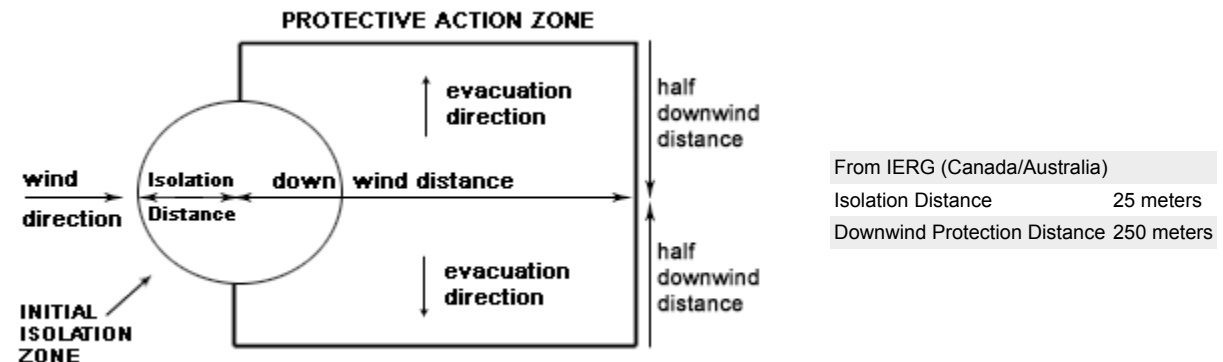 PROTECTIVE ACTION ZONE
evacuation
direction
half
downwind
distance
wind
direction
Isolation
Distance
down wind distance
evacuation
direction
half
downwind
distance
INITIAL
ISOLATION
ZONE
From IERG (Canada/Australia)
Isolation Distance 25 meters
Downwind Protection Distance 250 meters